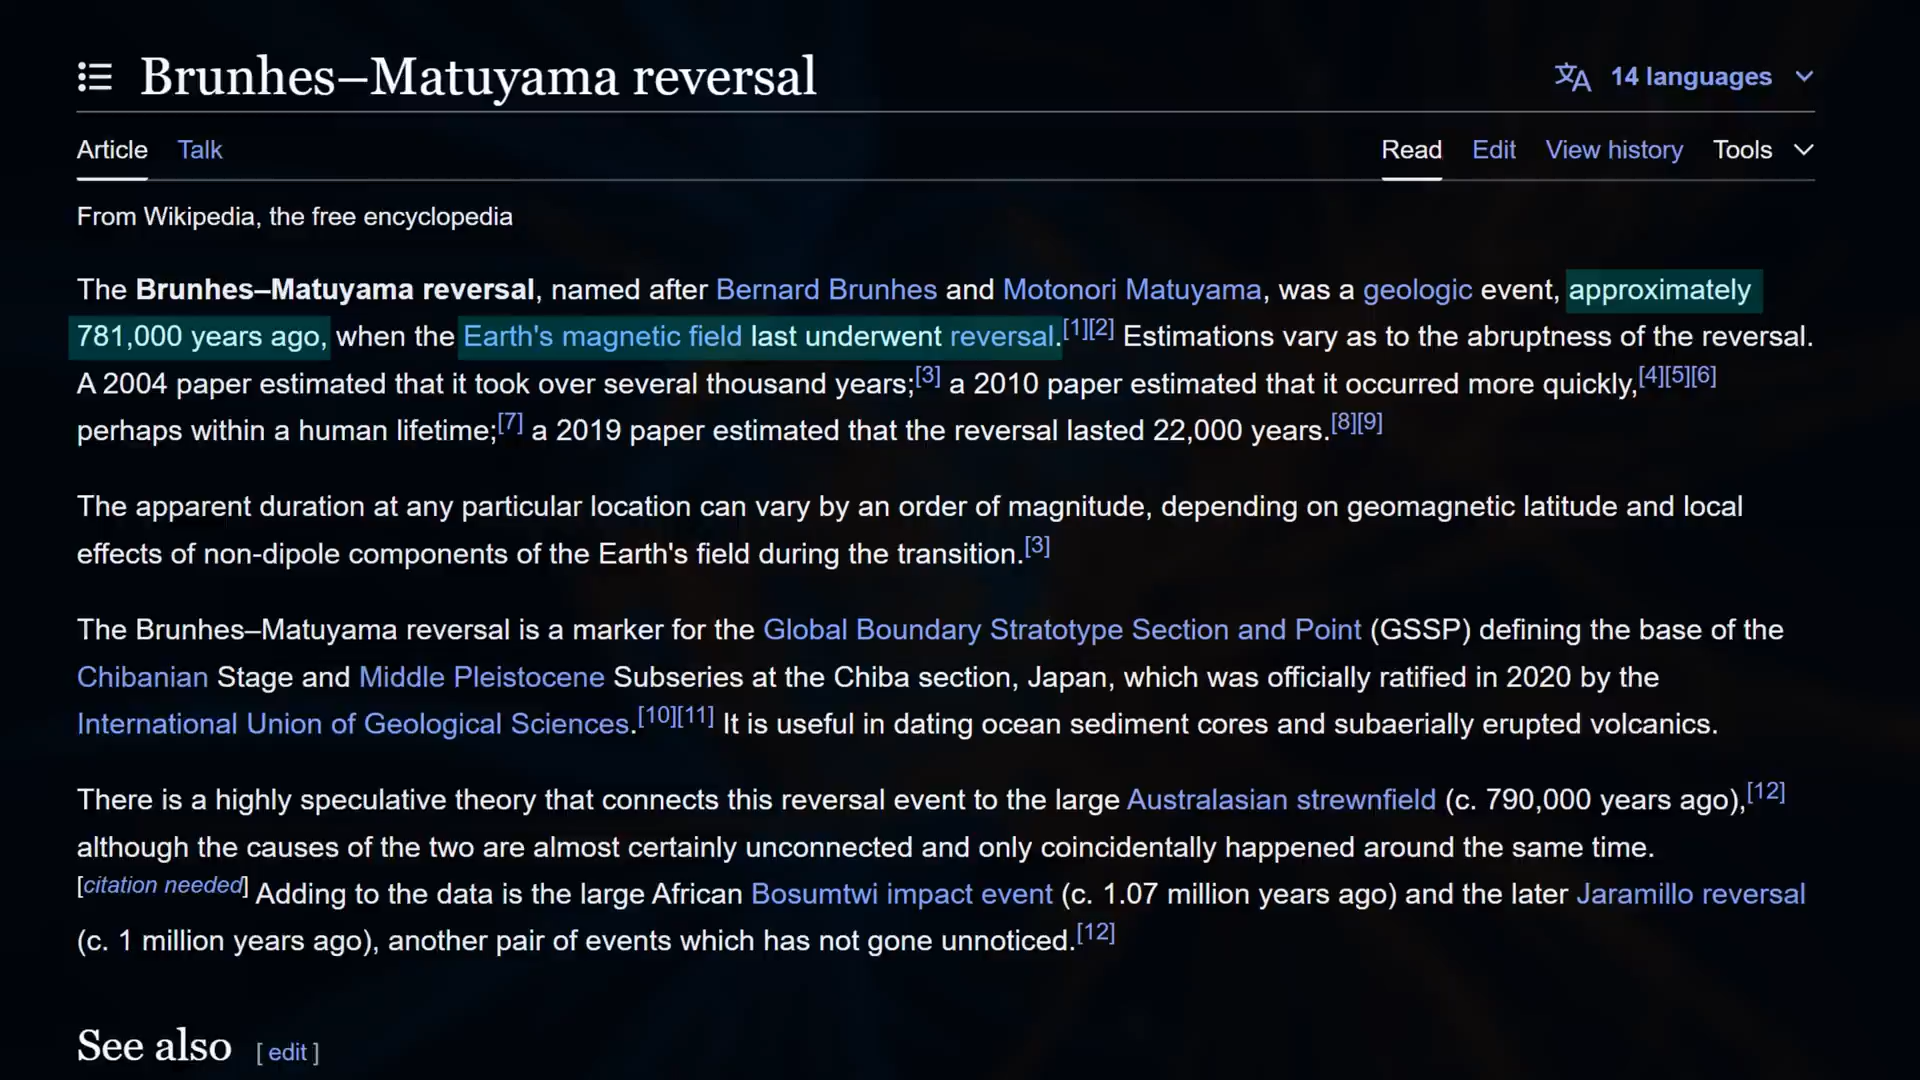 Brunhes–Matuyama reversal
14 languages
Article Talk
Read Edit View history Tools
From Wikipedia, the free encyclopedia
The Brunhes–Matuyama reversal, named after Bernard Brunhes and Motonori Matuyama, was a geologic event, approximately
781,000 years ago, when the Earth's magnetic field last underwent reversal.[1][2] Estimations vary as to the abruptness of the reversal.
A 2004 paper estimated that it took over several thousand years;[3] a 2010 paper estimated that it occurred more quickly,[4][5][6]
perhaps within a human lifetime;[7] a 2019 paper estimated that the reversal lasted 22,000 years.[8][9]
The apparent duration at any particular location can vary by an order of magnitude, depending on geomagnetic latitude and local
effects of non-dipole components of the Earth's field during the transition.[3]
The Brunhes–Matuyama reversal is a marker for the Global Boundary Stratotype Section and Point (GSSP) defining the base of the
Chibanian Stage and Middle Pleistocene Subseries at the Chiba section, Japan, which was officially ratified in 2020 by the
International Union of Geological Sciences.[10][11] It is useful in dating ocean sediment cores and subaerially erupted volcanics.
There is a highly speculative theory that connects this reversal event to the large Australasian strewnfield (c. 790,000 years ago),[12]
although the causes of the two are almost certainly unconnected and only coincidentally happened around the same time.
[citation needed] Adding to the data is the large African Bosumtwi impact event (c. 1.07 million years ago) and the later Jaramillo reversal
(c. 1 million years ago), another pair of events which has not gone unnoticed.[12]
See also [ edit ]